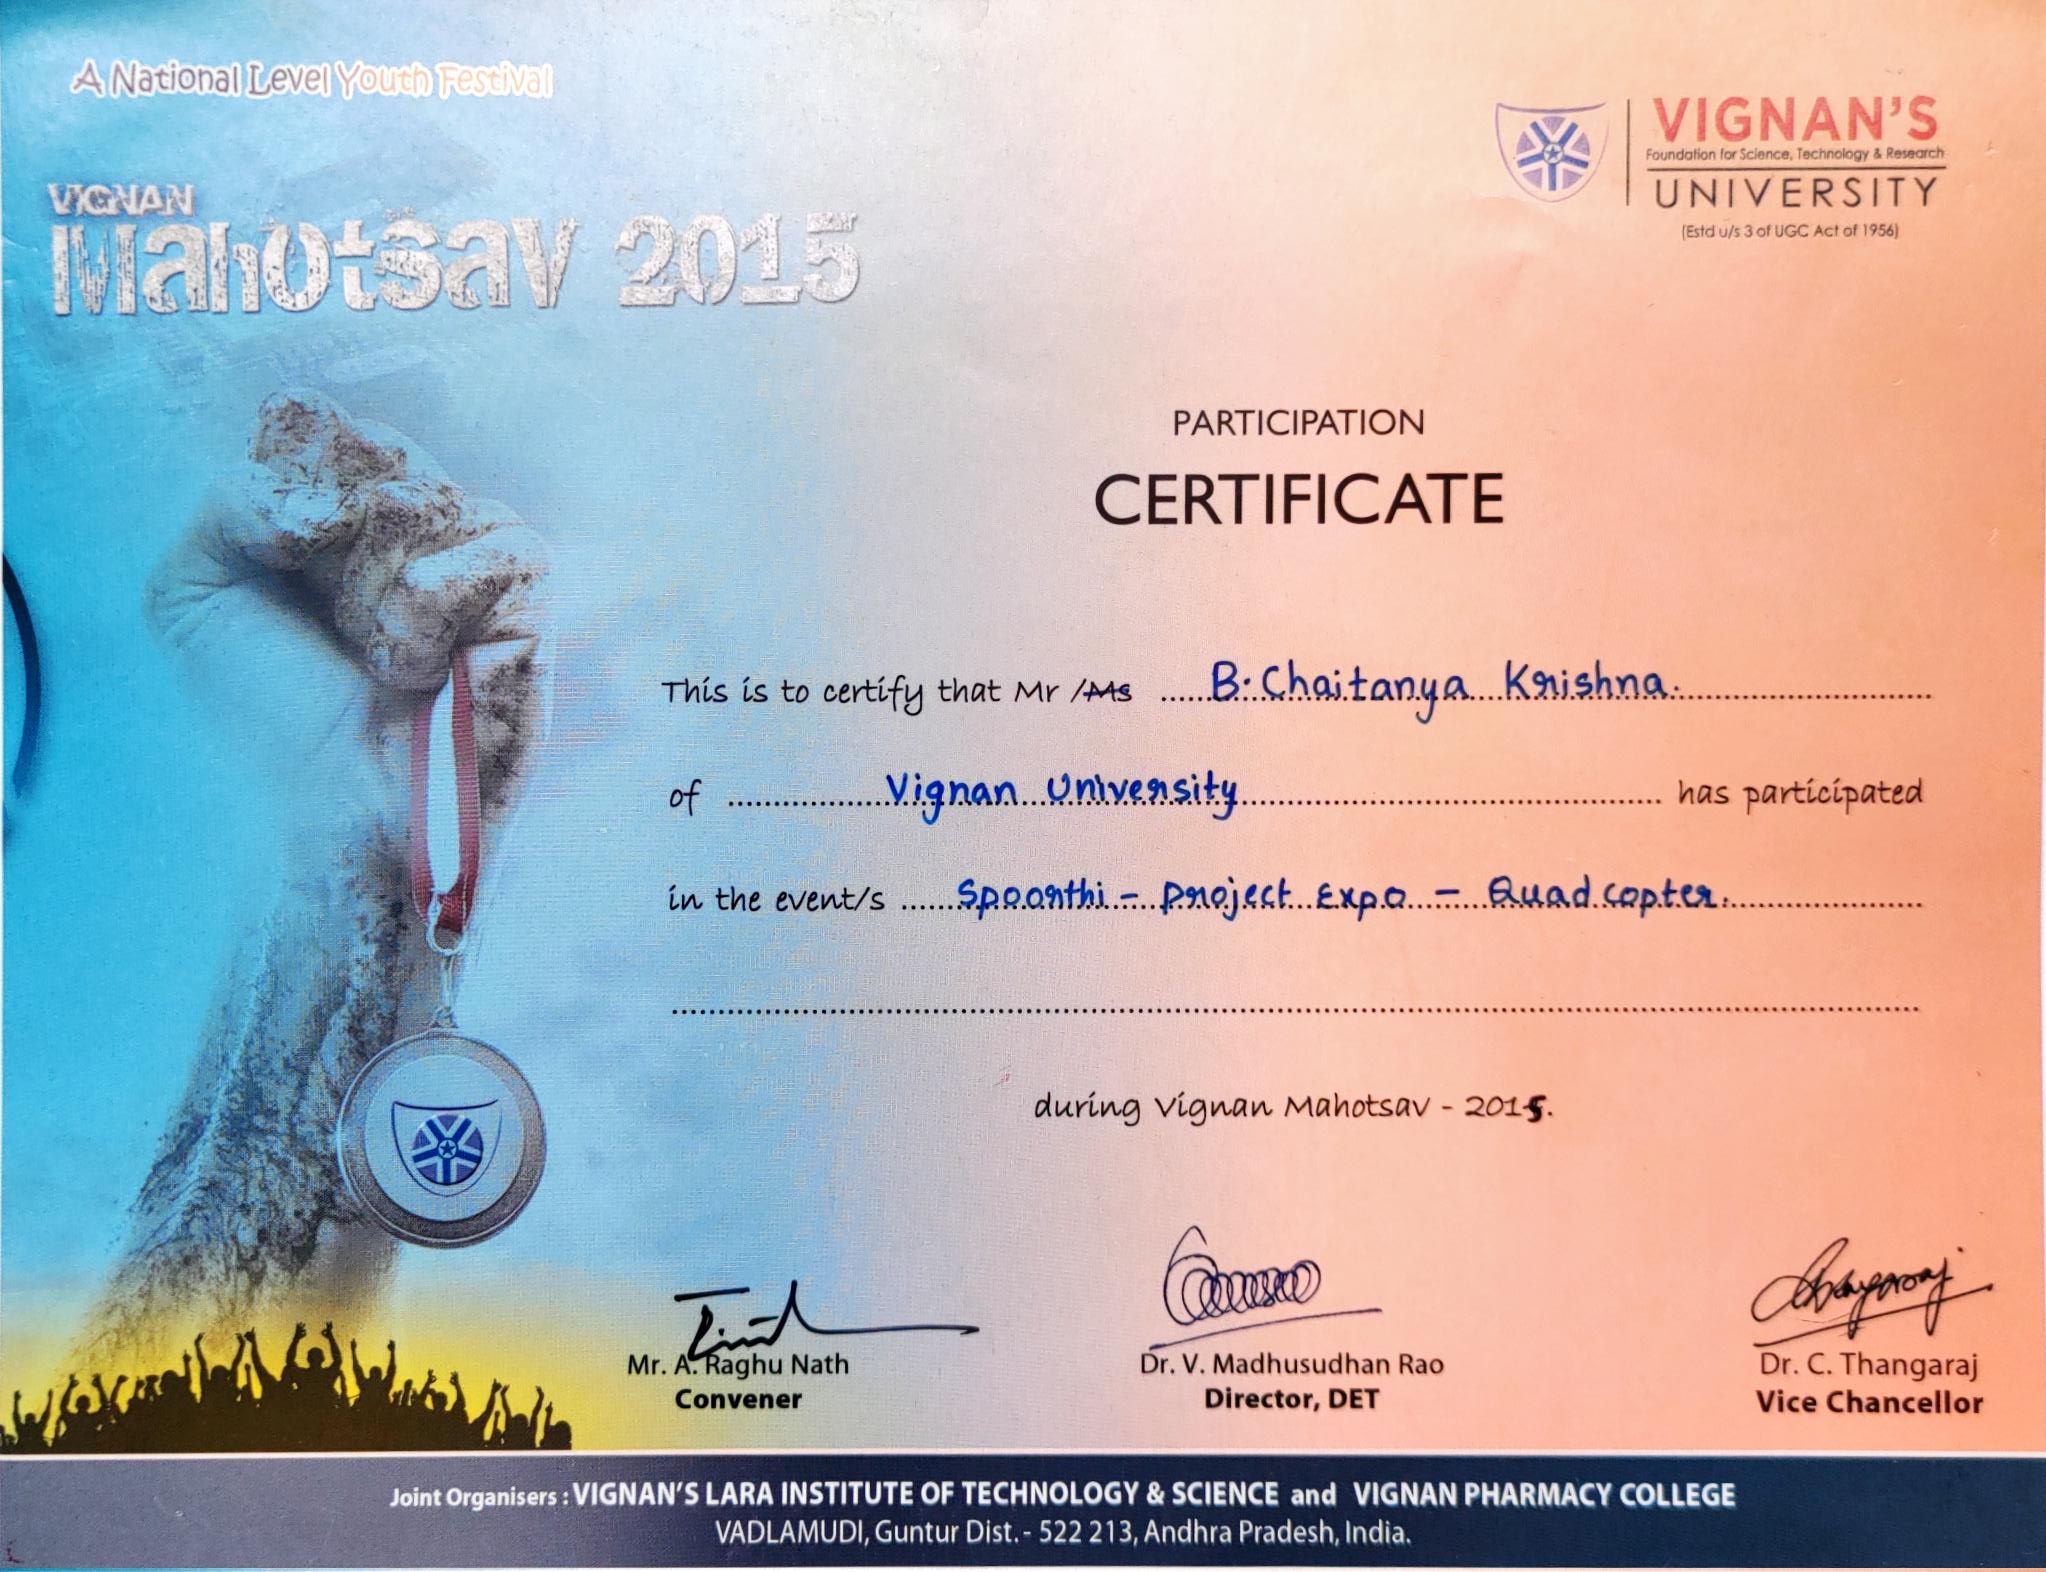 A National Level Youth Festival
VIGNAN
Mahotsav 2015
VIGNAN'S
Foundation for Science, Technology & Research
UNIVERSITY
(Estd u/s 3 of UGC Act of 1956)
PARTICIPATION
CERTIFICATE
This is to certify that Mr /Ms B. Chaitanya Krishna.
of Vignan University has participated
in the event/s Spoorthi - Project Expo - Quad copter.
during Vignan Mahotsav - 2015.
Mr. A. Raghu Nath
Convener
Dr. V. Madhusudhan Rao
Director, DET
Dr. C. Thangaraj
Vice Chancellor
Joint Organisers : VIGNAN'S LARA INSTITUTE OF TECHNOLOGY & SCIENCE and VIGNAN PHARMACY COLLEGE
VADLAMUDI, Guntur Dist. - 522 213, Andhra Pradesh, India.